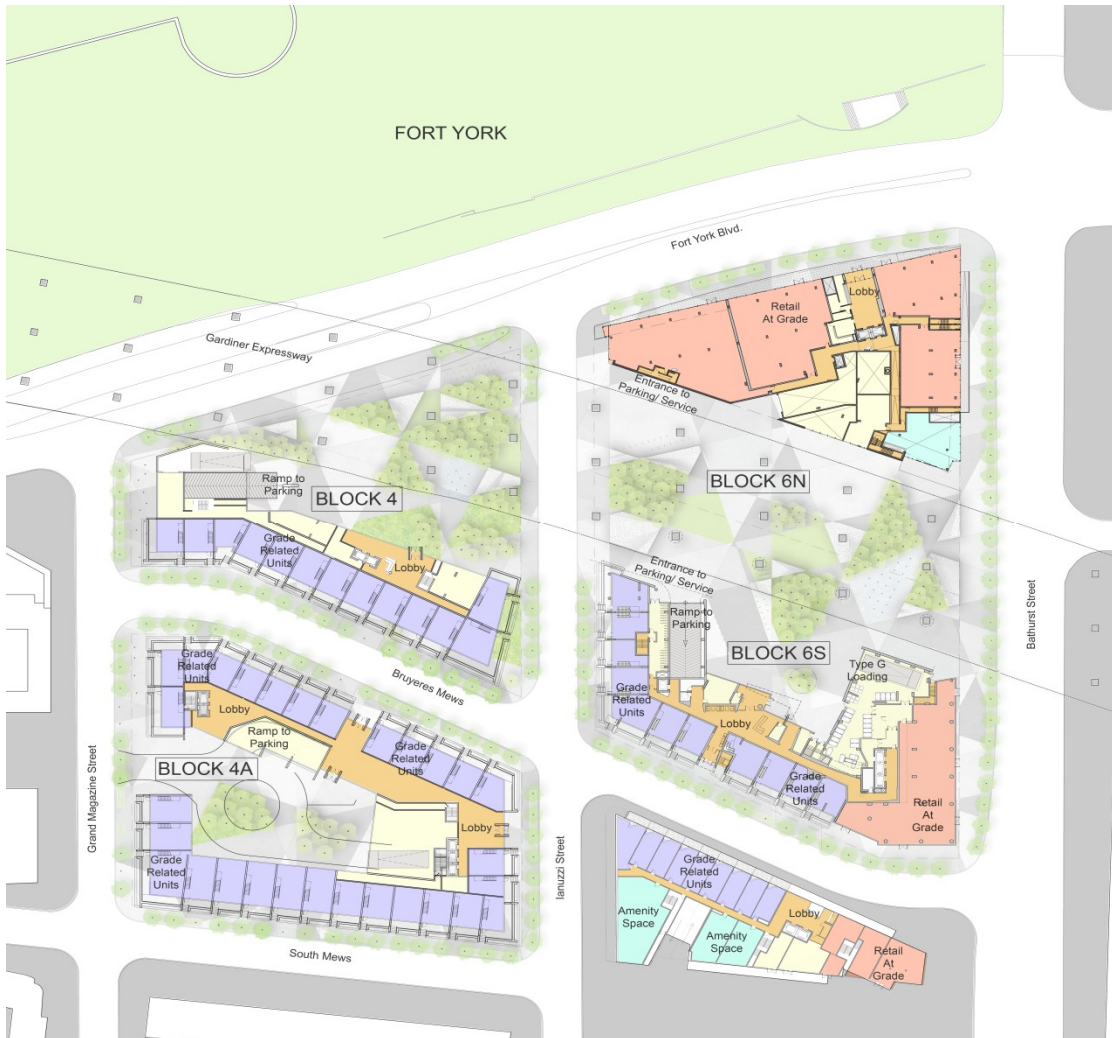 FORT YORK
Fort York Blvd.
Gardiner Expressway
Lobby
Retail
At Grade
Entrance to
Parking/ Service
Ramp to
Parking
BLOCK 4
BLOCK 6N
Grade
Related
Units
Lobby
Entrance to
Parking/ Service
Bathurst Street
Ramp to
Parking
BLOCK 6S
Type G
Loading
Bruyeres Mews
Grade
Related Units
Lobby
Ramp to
Parking
Grade
Related
Units
Grade
Related
Units
Lobby
BLOCK 4A
Grade
Related
Units
Retail
At
Grade
Grand Magazine Street
Lobby
Ianuzzi Street
Grade
Related
Units
Grade
Related
Units
Amenity
Space
Amenity
Space
Lobby
Retail
At
Grade
South Mews